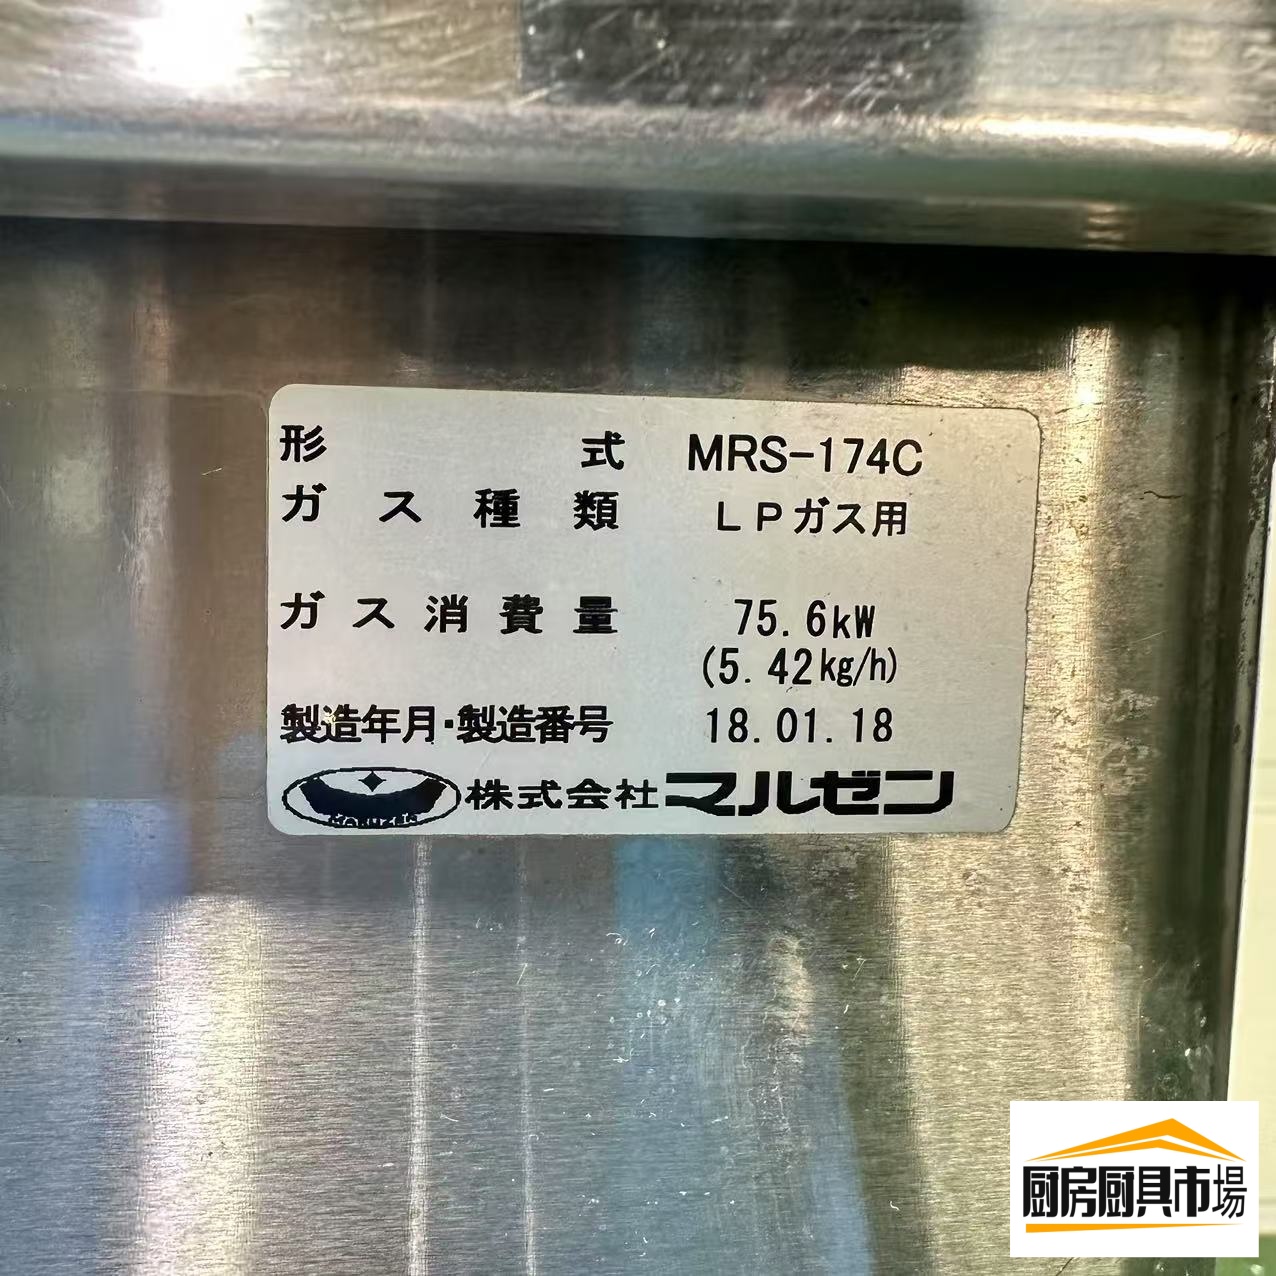 形式 MRS-174C
ガス種類 LPガス用
ガス消費量 75.6kW
(5.42kg/h)
製造年月・製造番号 18.01.18
MARUZEN 株式会社マルゼン
厨房厨具市場